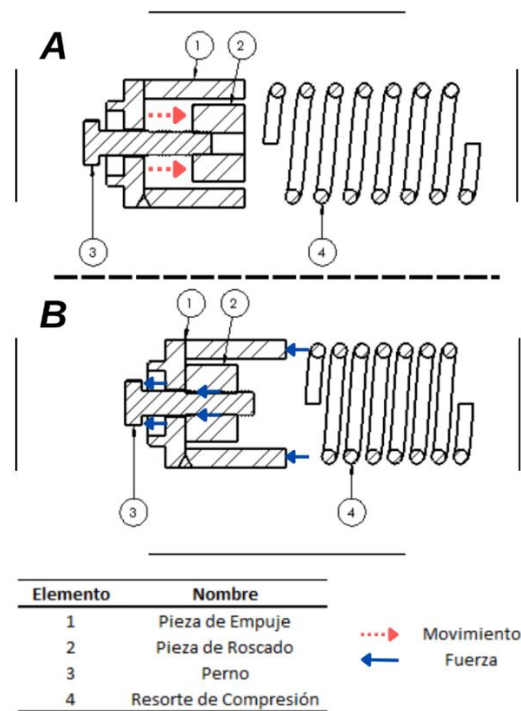 A
1
2
3
4
B
1
2
3
4
Elemento Nombre
1 Pieza de Empuje
2 Pieza de Roscado
3 Perno
4 Resorte de Compresión
Movimiento
Fuerza